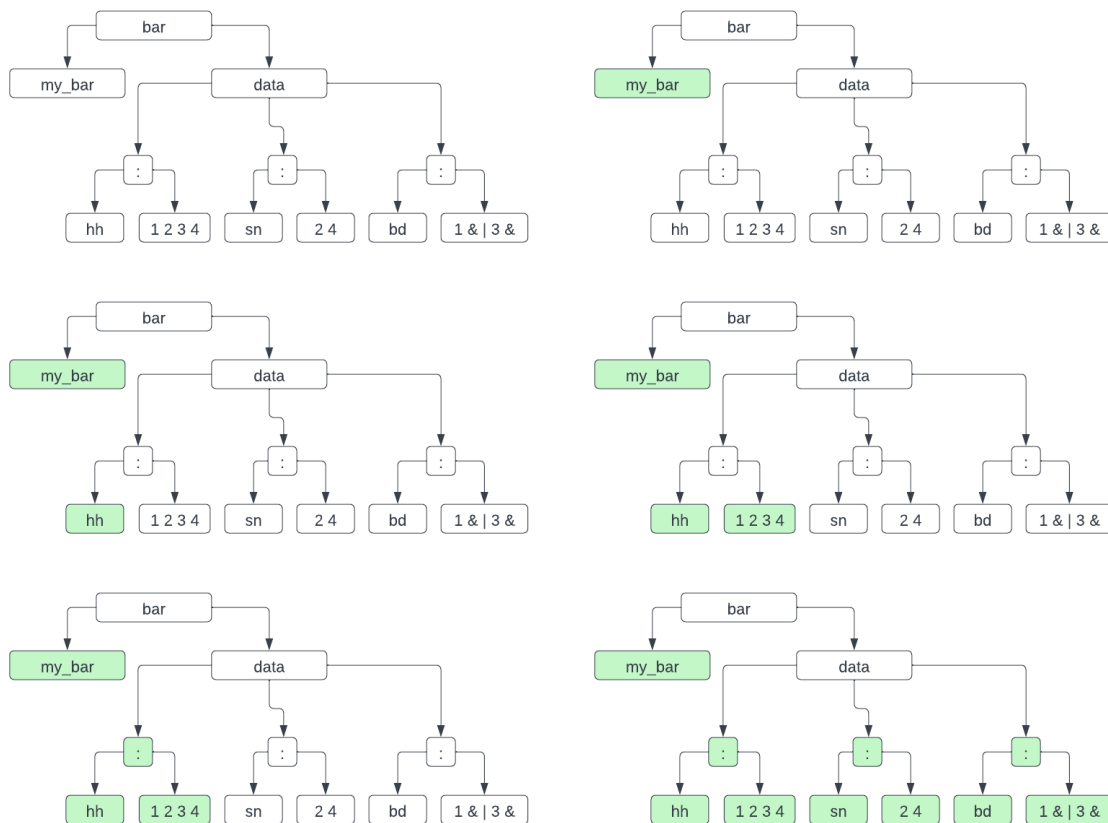 bar
my_bar
data
:
:
:
hh
1 2 3 4
sn
2 4
bd
1 & | 3 &
bar
my_bar
data
:
:
:
hh
1 2 3 4
sn
2 4
bd
1 & | 3 &
bar
my_bar
data
:
:
:
hh
1 2 3 4
sn
2 4
bd
1 & | 3 &
bar
my_bar
data
:
:
:
hh
1 2 3 4
sn
2 4
bd
1 & | 3 &
bar
my_bar
data
:
:
:
hh
1 2 3 4
sn
2 4
bd
1 & | 3 &
bar
my_bar
data
:
:
:
hh
1 2 3 4
sn
2 4
bd
1 & | 3 &